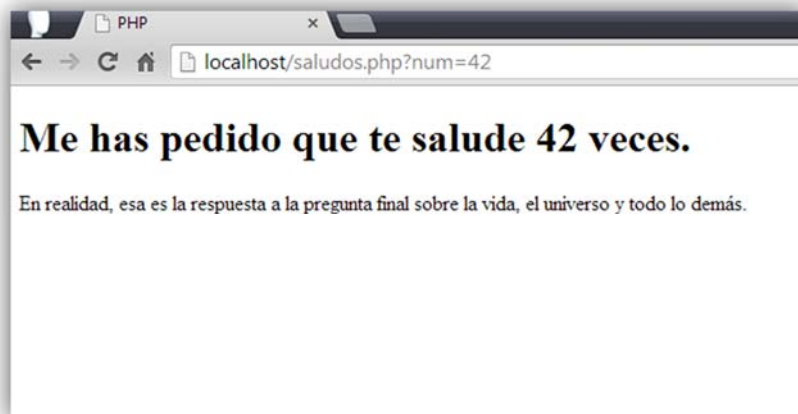 PHP
localhost/saludos.php?num=42
Me has pedido que te salude 42 veces.
En realidad, esa es la respuesta a la pregunta final sobre la vida, el universo y todo lo demás.